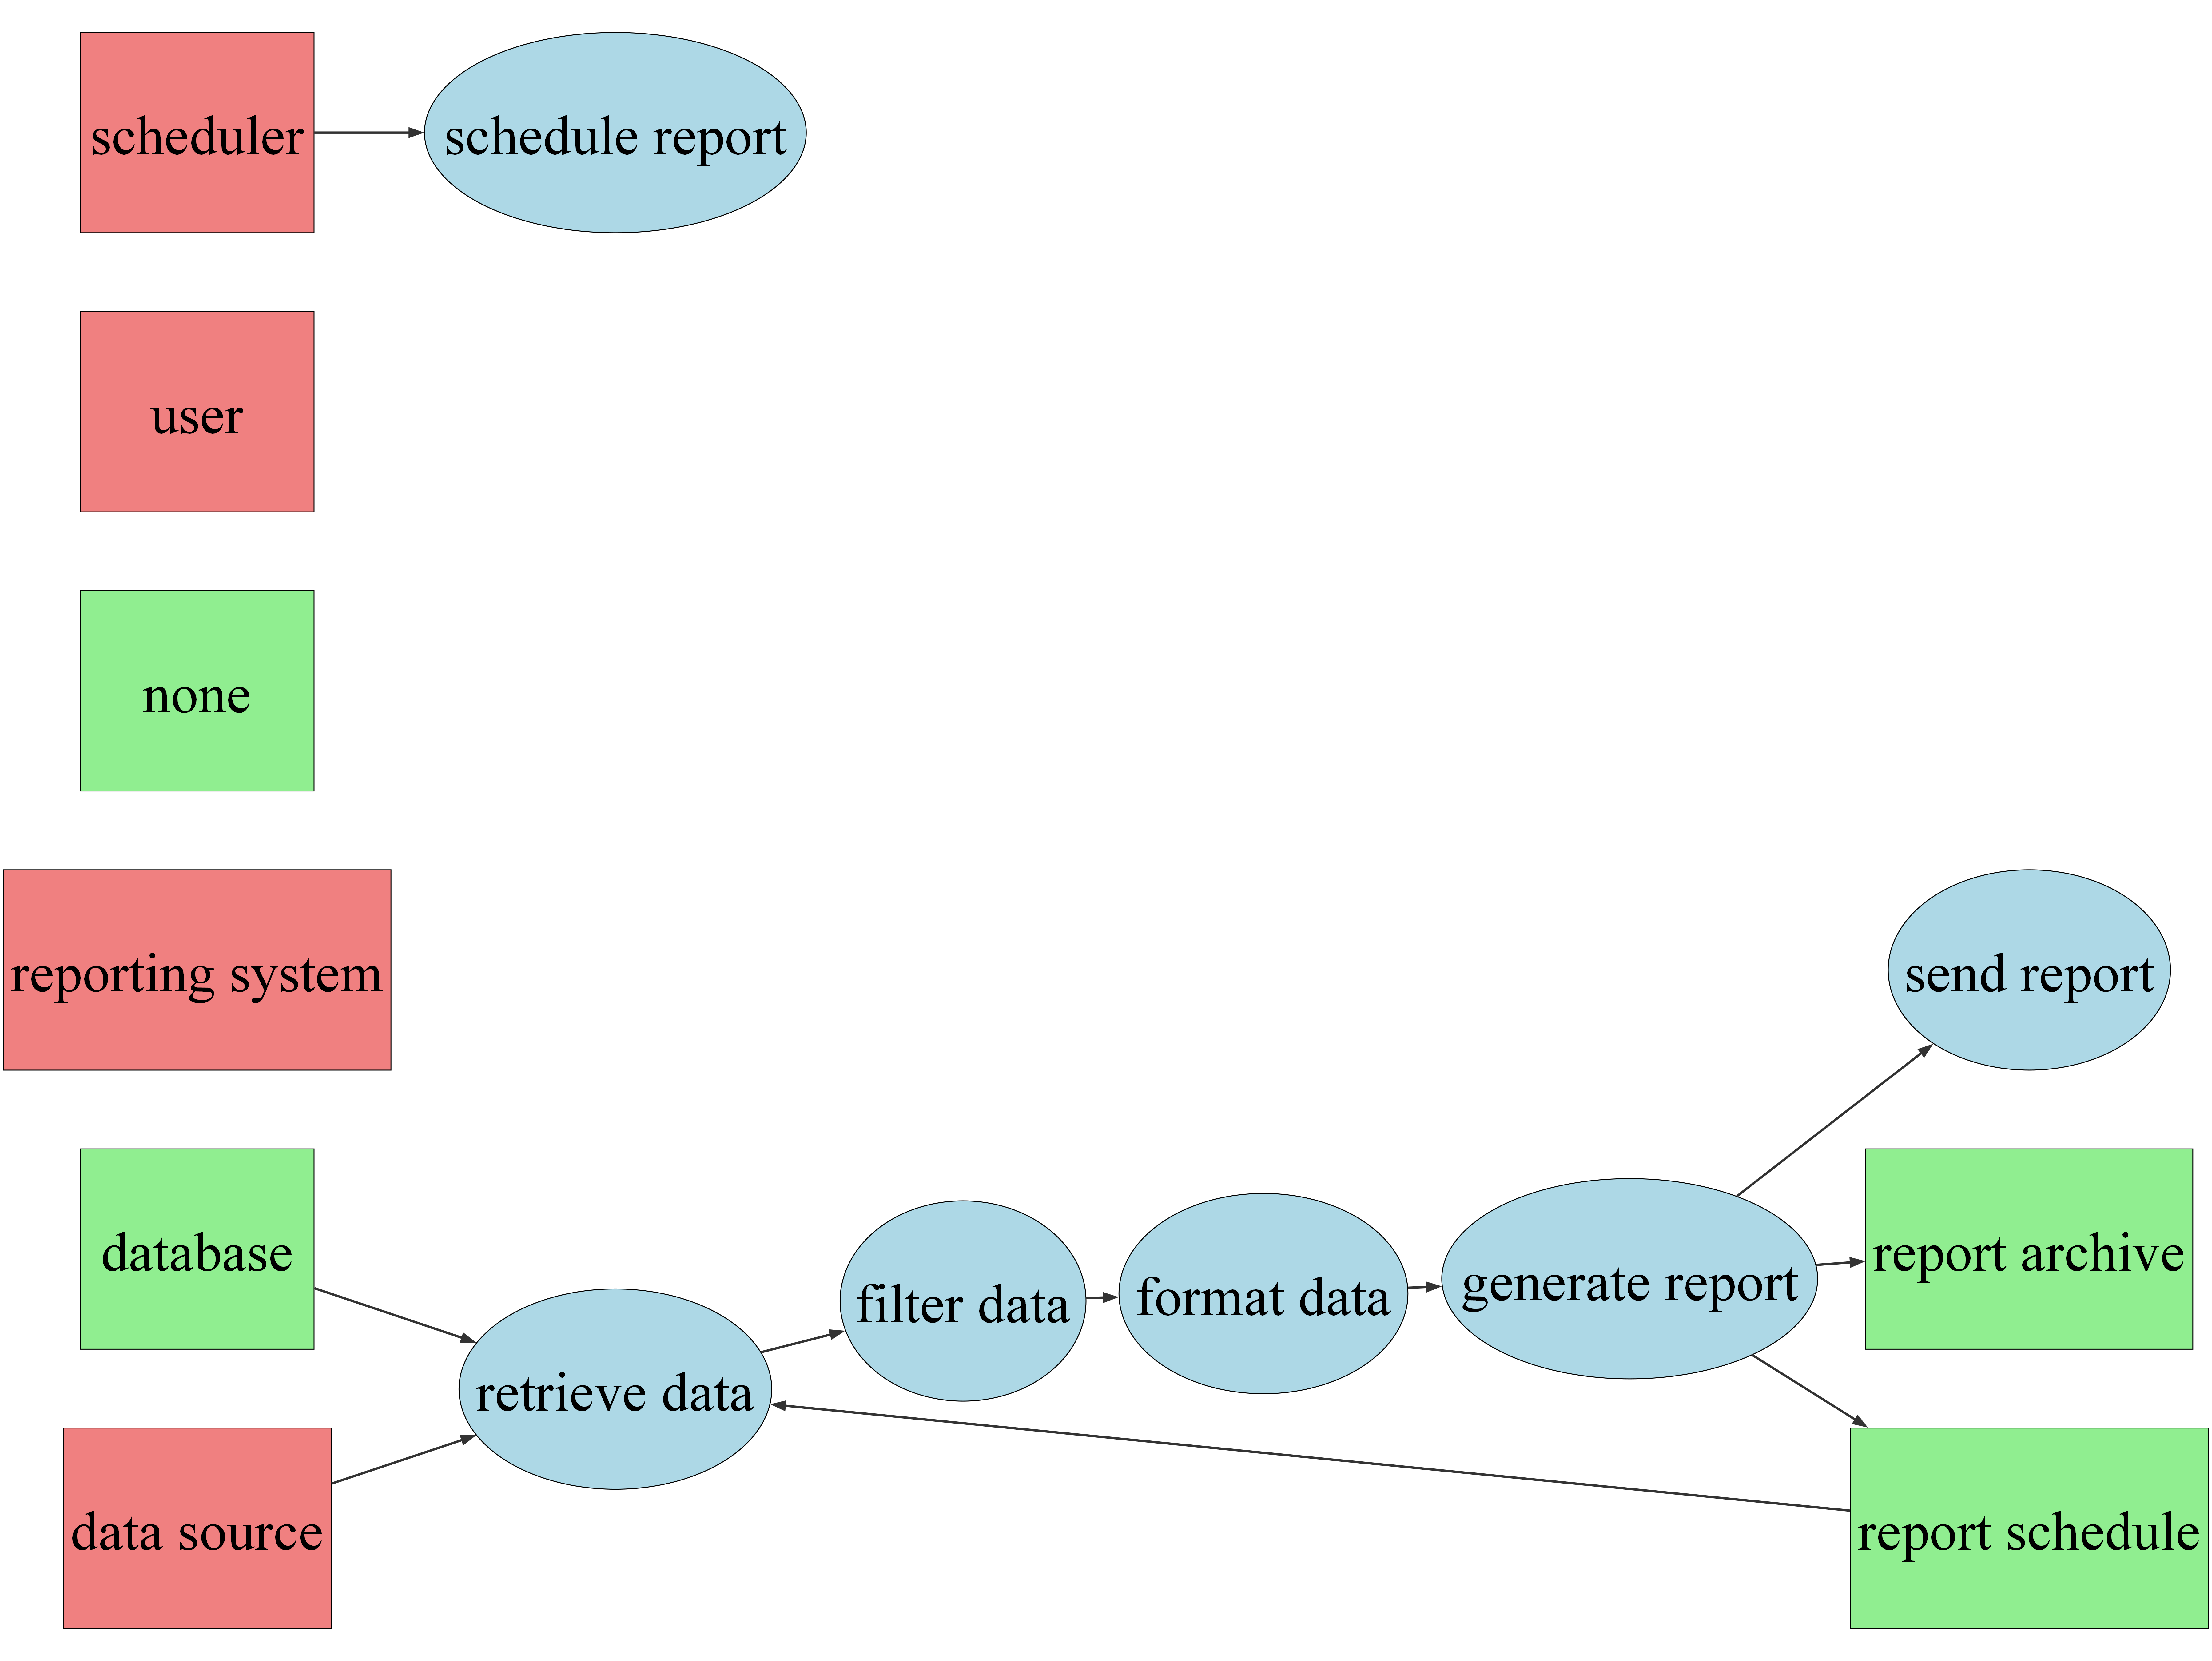 scheduler
schedule report
user
none
reporting system
send report
database
report archive
filter data
format data
generate report
retrieve data
data source
report schedule